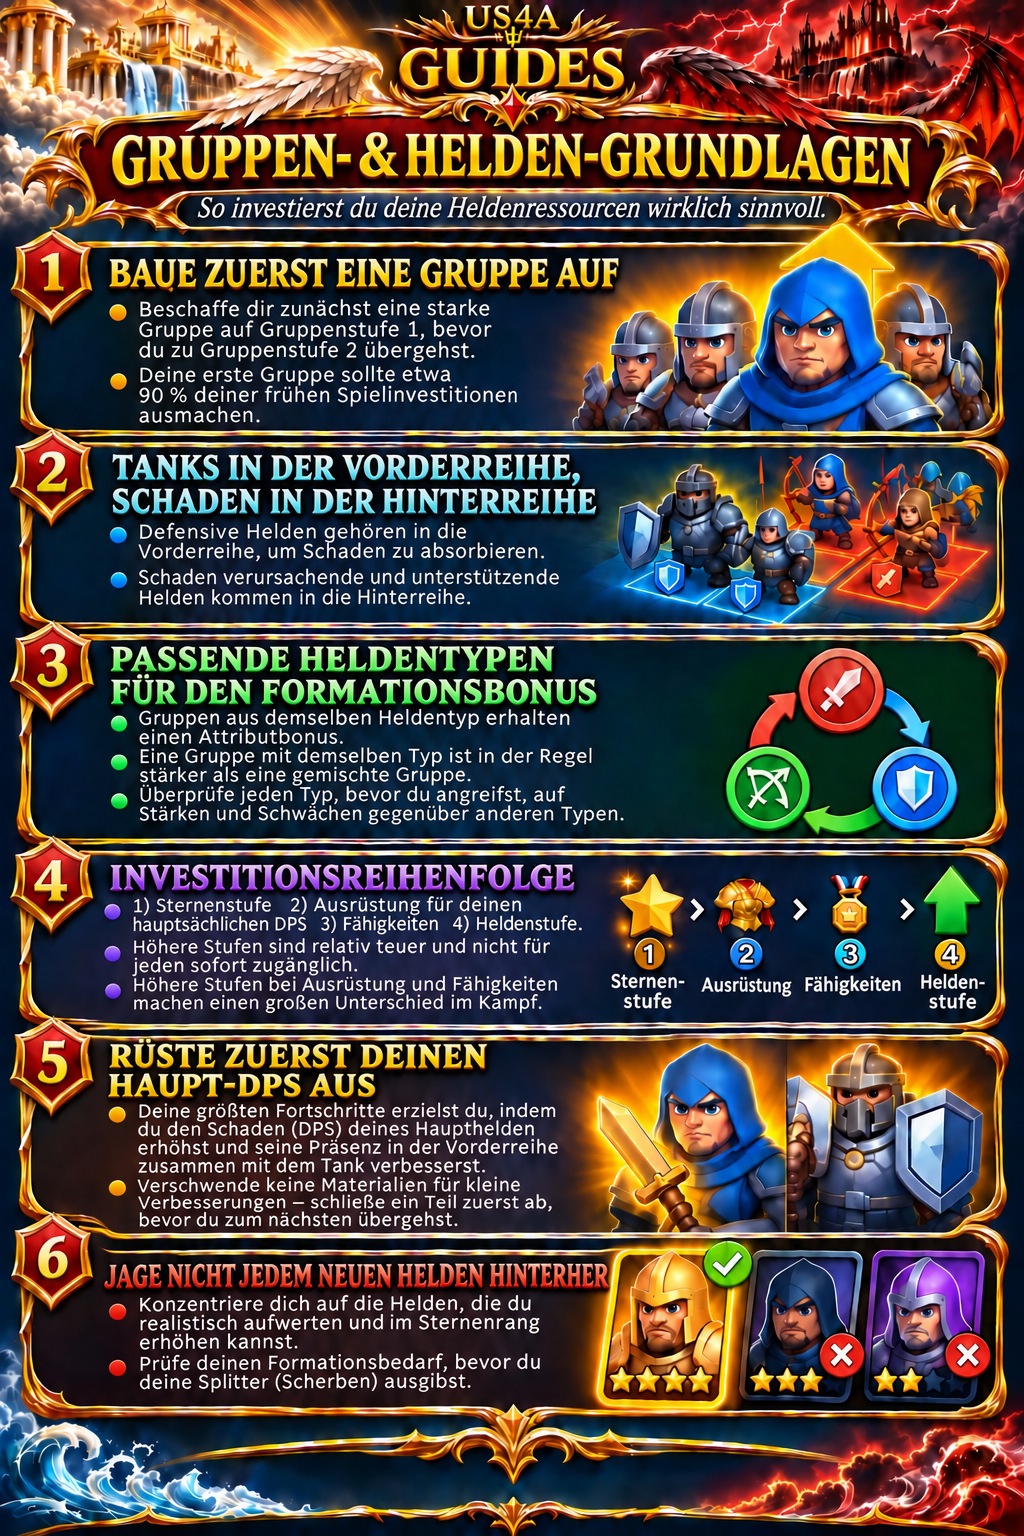 US4A
GUIDES
GRUPPEN- & HELDEN-GRUNDLAGEN
So investierst du deine Heldenressourcen wirklich sinnvoll.
1
BAUE ZUERST EINE GRUPPE AUF
Beschaffe dir zunächst eine starke
Gruppe auf Gruppenstufe 1, bevor
du zu Gruppenstufe 2 übergehst.
Deine erste Gruppe sollte etwa
90 % deiner frühen Spielinvestitionen
ausmachen.
2
TANKS IN DER VORDERREIHE,
SCHADEN IN DER HINTERREIHE
Defensive Helden gehören in die
Vorderreihe, um Schaden zu absorbieren.
Schaden verursachende und unterstützende
Helden kommen in die Hinterreihe.
3
PASSENDE HELDENTYPEN
FÜR DEN FORMATIONSBONUS
Gruppen aus demselben Heldentyp erhalten
einen Attributbonus.
Eine Gruppe mit demselben Typ ist in der Regel
stärker als eine gemischte Gruppe.
Überprüfe jeden Typ, bevor du angreifst, auf
Stärken und Schwächen gegenüber anderen Typen.
4
INVESTITIONSREIHENFOLGE
1) Sternenstufe 2) Ausrüstung für deinen
hauptsächlichen DPS 3) Fähigkeiten 4) Heldenstufe.
Höhere Stufen sind relativ teuer und nicht für
jeden sofort zugänglich.
Höhere Stufen bei Ausrüstung und Fähigkeiten
machen einen großen Unterschied im Kampf.
1
Sternen-
stufe
2
Ausrüstung
3
Fähigkeiten
4
Helden-
stufe
5
RÜSTE ZUERST DEINEN
HAUPT-DPS AUS
Deine größten Fortschritte erzielst du, indem
du den Schaden (DPS) deines Haupthelden
erhöhst und seine Präsenz in der Vorderreihe
zusammen mit dem Tank verbesserst.
Verschwende keine Materialien für kleine
Verbesserungen – schließe ein Teil zuerst ab,
bevor du zum nächsten übergehst.
6
JAGE NICHT JEDEM NEUEN HELDEN HINTERHER
Konzentriere dich auf die Helden, die du
realistisch aufwerten und im Sternenrang
erhöhen kannst.
Prüfe deinen Formationsbedarf, bevor du
deine Splitter (Scherben) ausgibst.